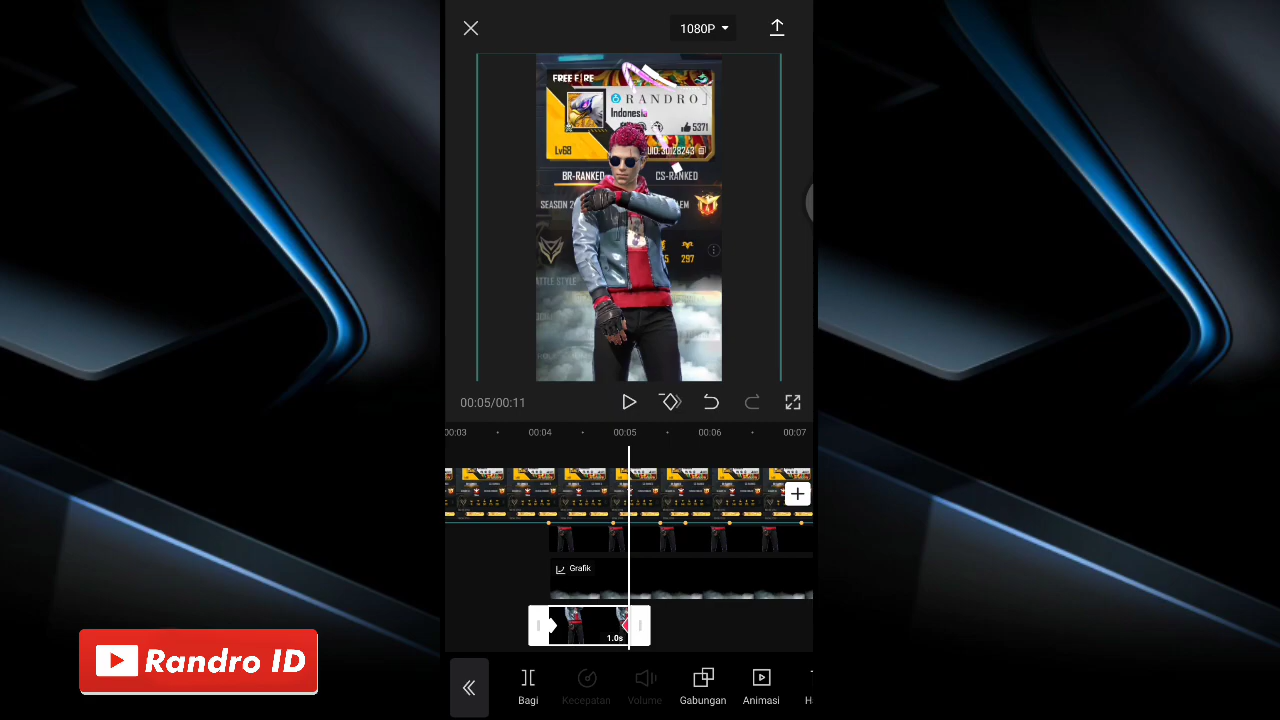 1080P
FREE FIRE
RANDRO
Indonesia
5371
Lv68
UID: 30128243
BR-RANKED
CS-RANKED
SEASON 2
297
00:05/00:11
00:03
00:04
00:05
00:06
00:07
Grafik
1.0s
Randro ID
Bagi
Kecepatan
Volume
Gabungan
Animasi